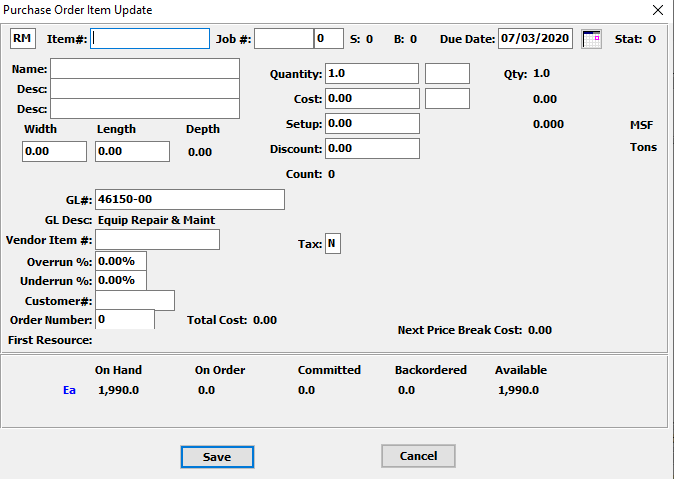 Purchase Order Item Update
RM Item#: Job #: 0 S: 0 B: 0 Due Date: 07/03/2020 Stat: O
Name:
Desc:
Desc:
Quantity: 1.0 Qty: 1.0
Cost: 0.00 0.00
Setup: 0.00 0.000 MSF
Width Length Depth
0.00 0.00 0.00
Discount: 0.00 Tons
Count: 0
GL#: 46150-00
GL Desc: Equip Repair & Maint
Vendor Item #: Tax: N
Overrun %: 0.00%
Underrun %: 0.00%
Customer#:
Order Number: 0 Total Cost: 0.00 Next Price Break Cost: 0.00
First Resource:
On Hand On Order Committed Backordered Available
Ea 1,990.0 0.0 0.0 0.0 1,990.0
Save Cancel